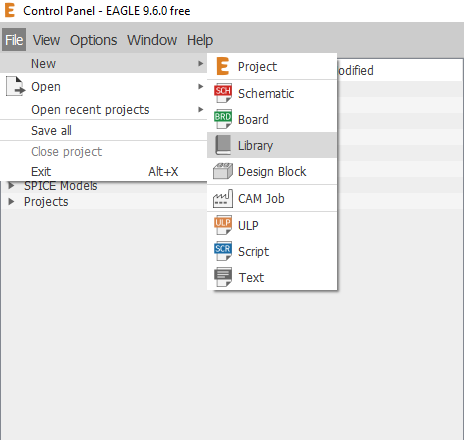 Control Panel - EAGLE 9.6.0 free
File View Options Window Help
New
Open
Open recent projects
Save all
Close project
Exit Alt+X
SPICE Models
Projects
odified
Project
SCH Schematic
BRD Board
Library
Design Block
CAM Job
ULP ULP
SCR Script
Text